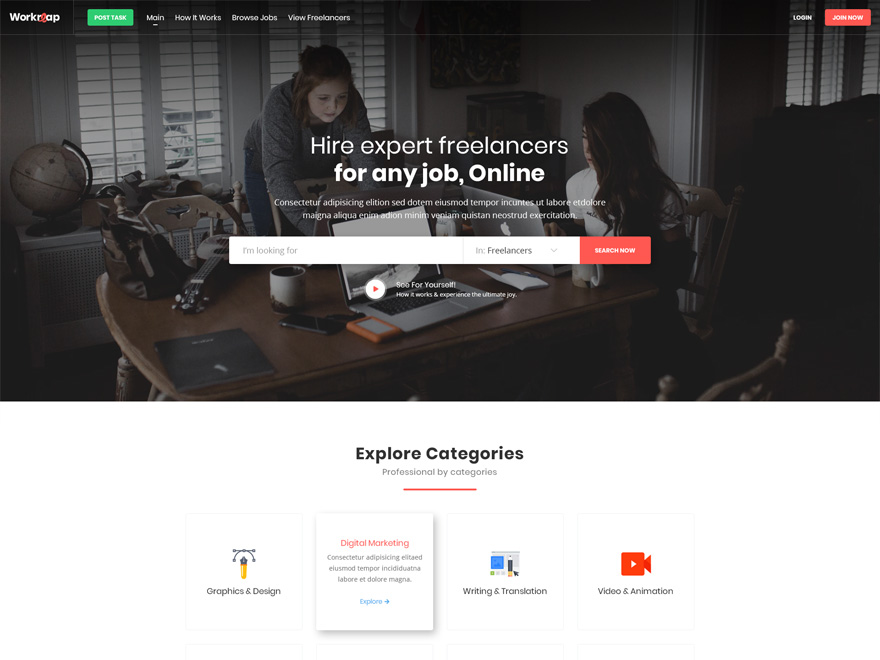 Workreap
POST TASK
Main
How It Works
Browse Jobs
View Freelancers
LOGIN
JOIN NOW
Hire expert freelancers
for any job, Online
Consectetur adipisicing elition sed dotem eiusmod tempor incuntes ut labore etdolore
maigna aliqua enim adion minim veniam quistan neostrud exercitation.
I'm looking for
In: Freelancers
SEARCH NOW
See For Yourself!
How it works & experience the ultimate joy.
Explore Categories
Professional by categories
Graphics & Design
Digital Marketing
Consectetur adipisicing elitaed
eiusmod tempor incididuatna
labore et dolore magna.
Explore →
Writing & Translation
Video & Animation